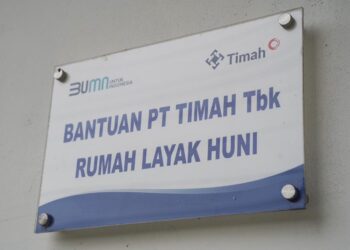 BUMN UNTUK INDONESIA
Timah
BANTUAN PT TIMAH Tbk
RUMAH LAYAK HUNI